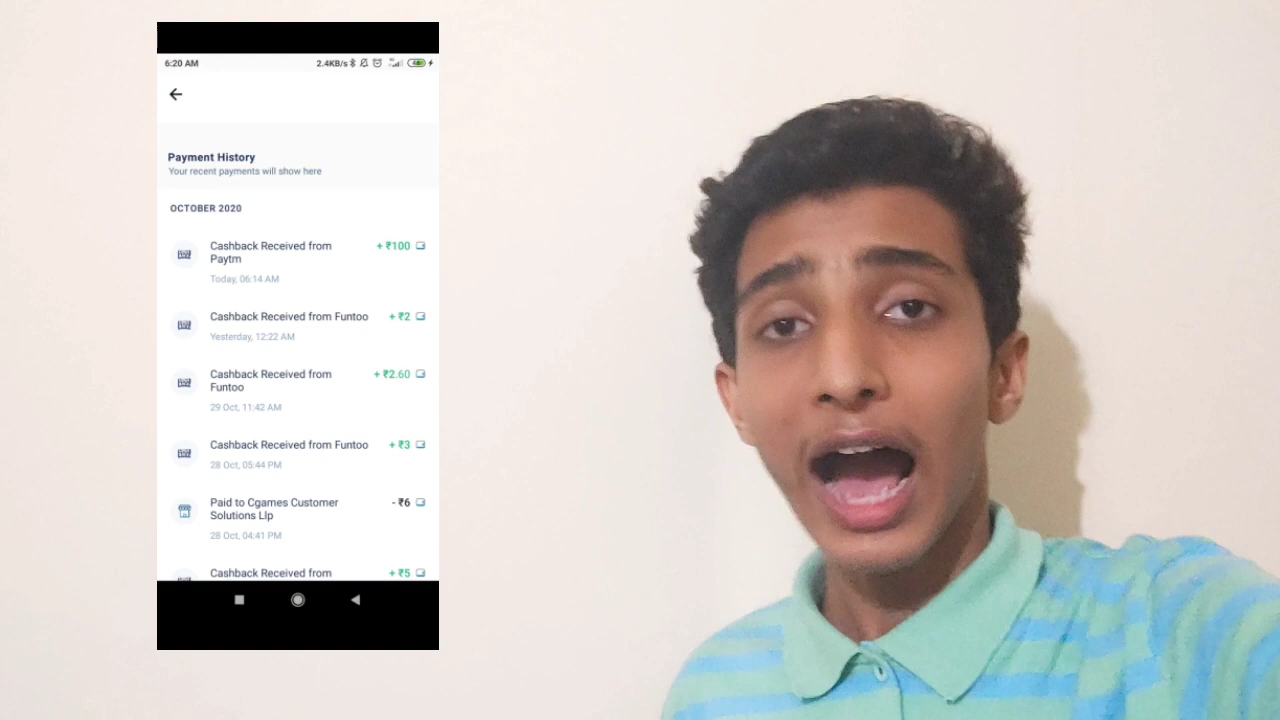 6:20 AM 2.4KB/s
Payment History
Your recent payments will show here
OCTOBER 2020
Cashback Received from + ₹100
Paytm
Today, 06:14 AM
Cashback Received from Funtoo + ₹2
Yesterday, 12:22 AM
Cashback Received from + ₹2.60
Funtoo
29 Oct, 11:42 AM
Cashback Received from Funtoo + ₹3
28 Oct, 05:44 PM
Paid to Cgames Customer - ₹6
Solutions Llp
28 Oct, 04:41 PM
Cashback Received from + ₹5